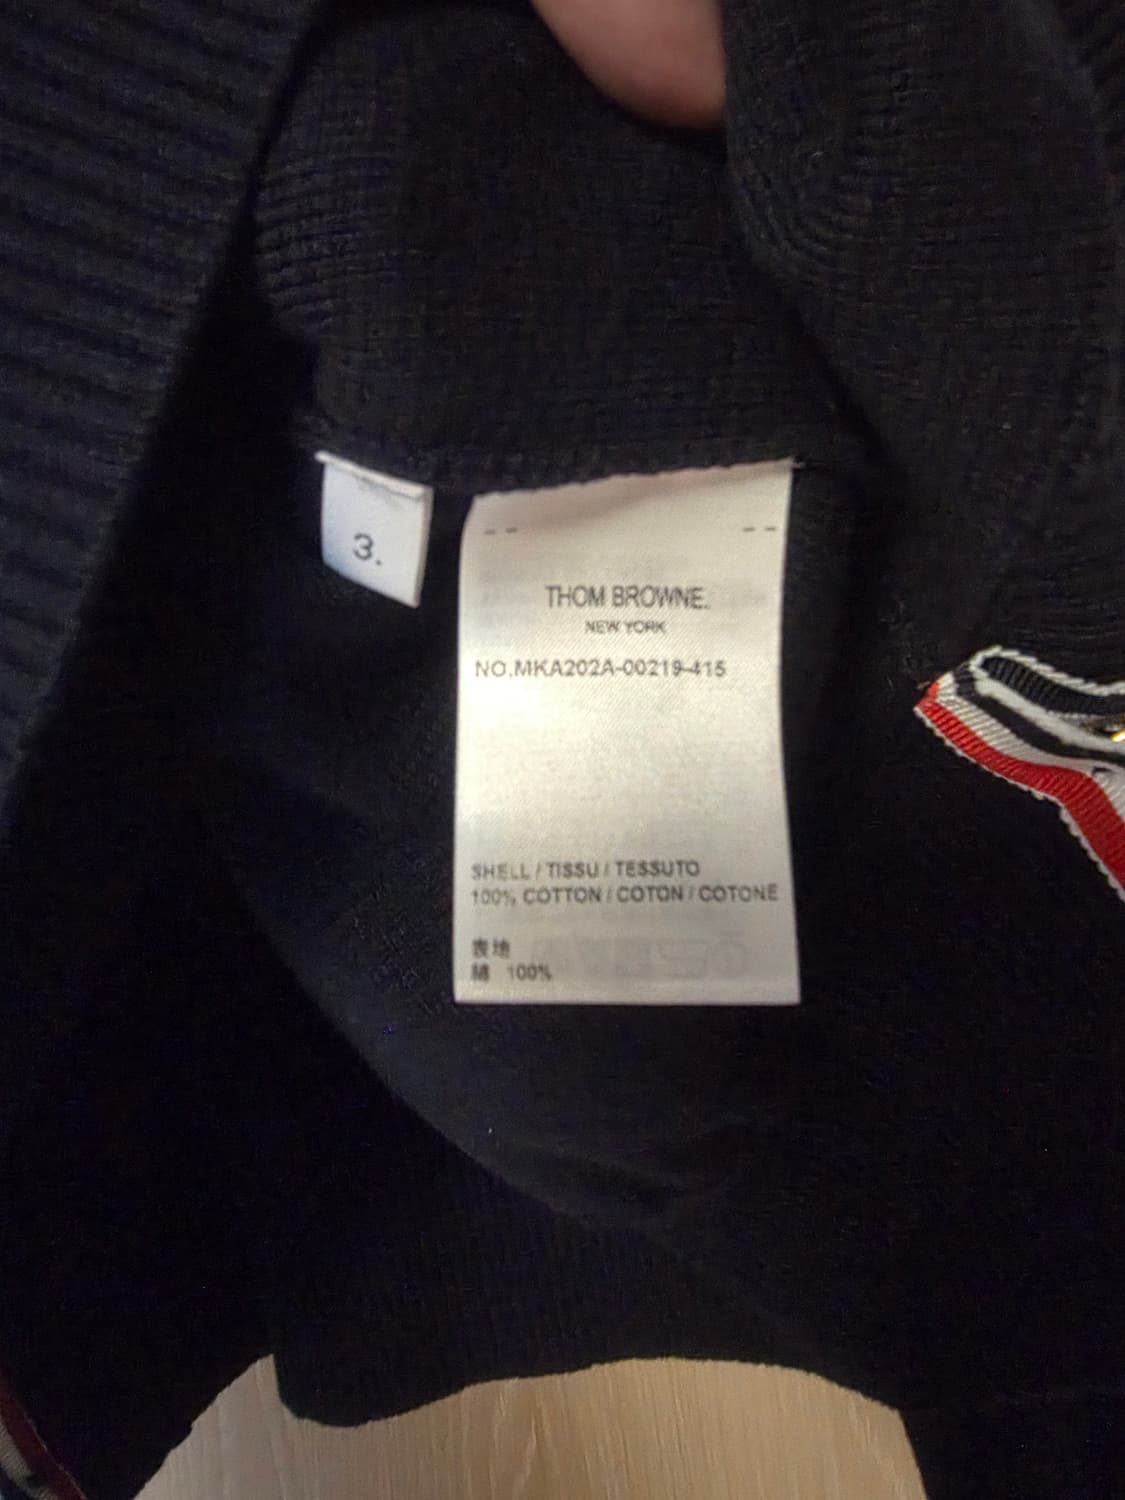 3.
THOM BROWNE.
NEW YORK
NO.MKA202A-00219-415
SHELL / TISSU / TESSUTO
100% COTTON / COTON / COTONE
表地
綿 100%